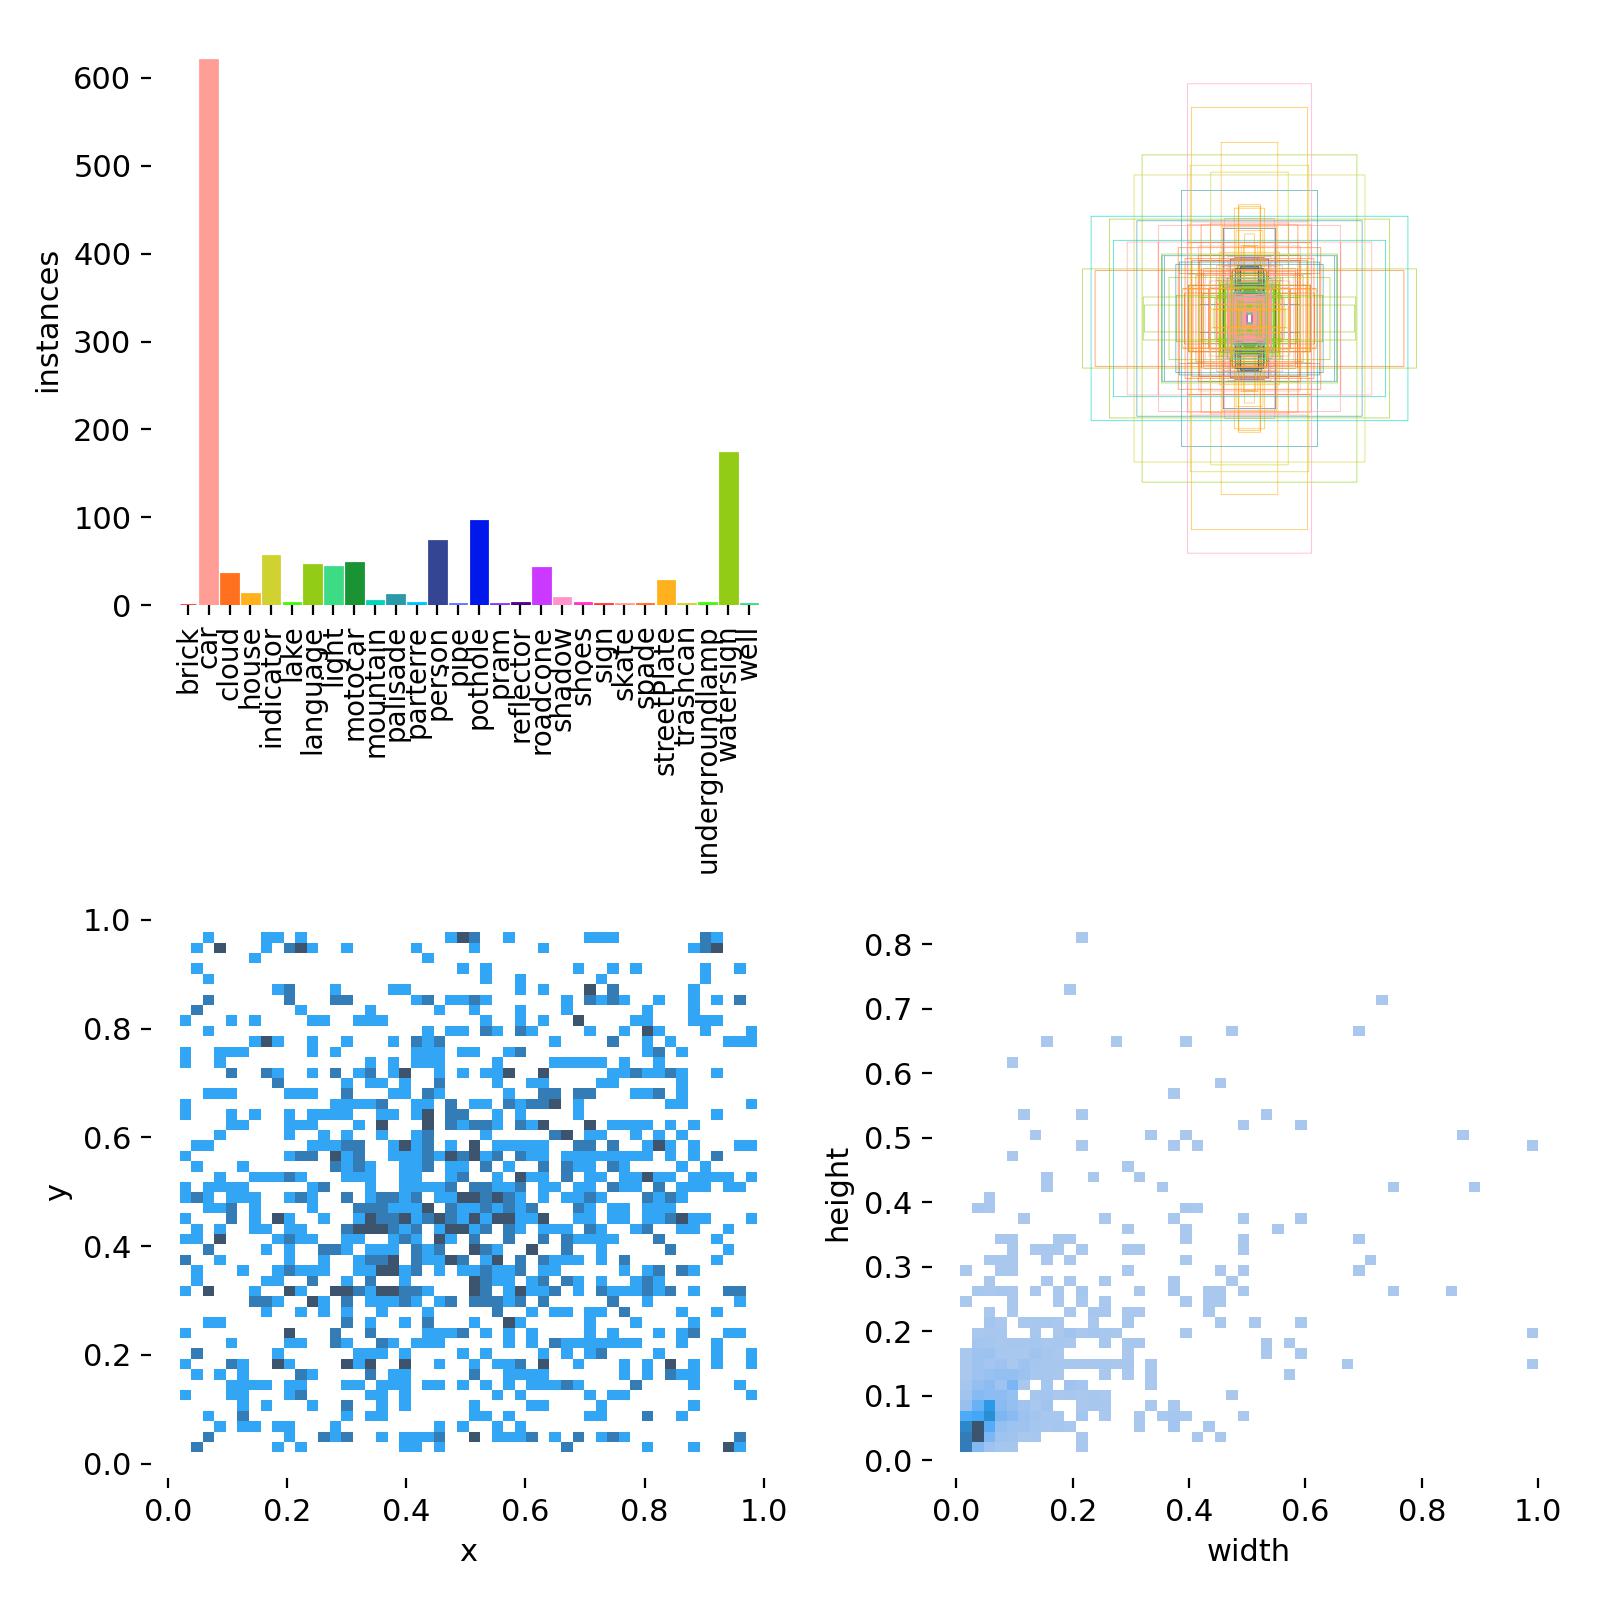 600
500
400
300
200
100
0
instances
brick
car
cloud
house
indicator
lake
language
light
motocar
mountain
palisade
parterre
person
pipe
pothole
pram
reflector
roadcone
shadow
shoes
sign
skate
spade
streetPlate
trashcan
undergroundlamp
watersign
well
1.0
0.8
0.6
0.4
0.2
0.0
y
0.0 0.2 0.4 0.6 0.8 1.0
x
0.8
0.7
0.6
0.5
0.4
0.3
0.2
0.1
0.0
height
0.0 0.2 0.4 0.6 0.8 1.0
width